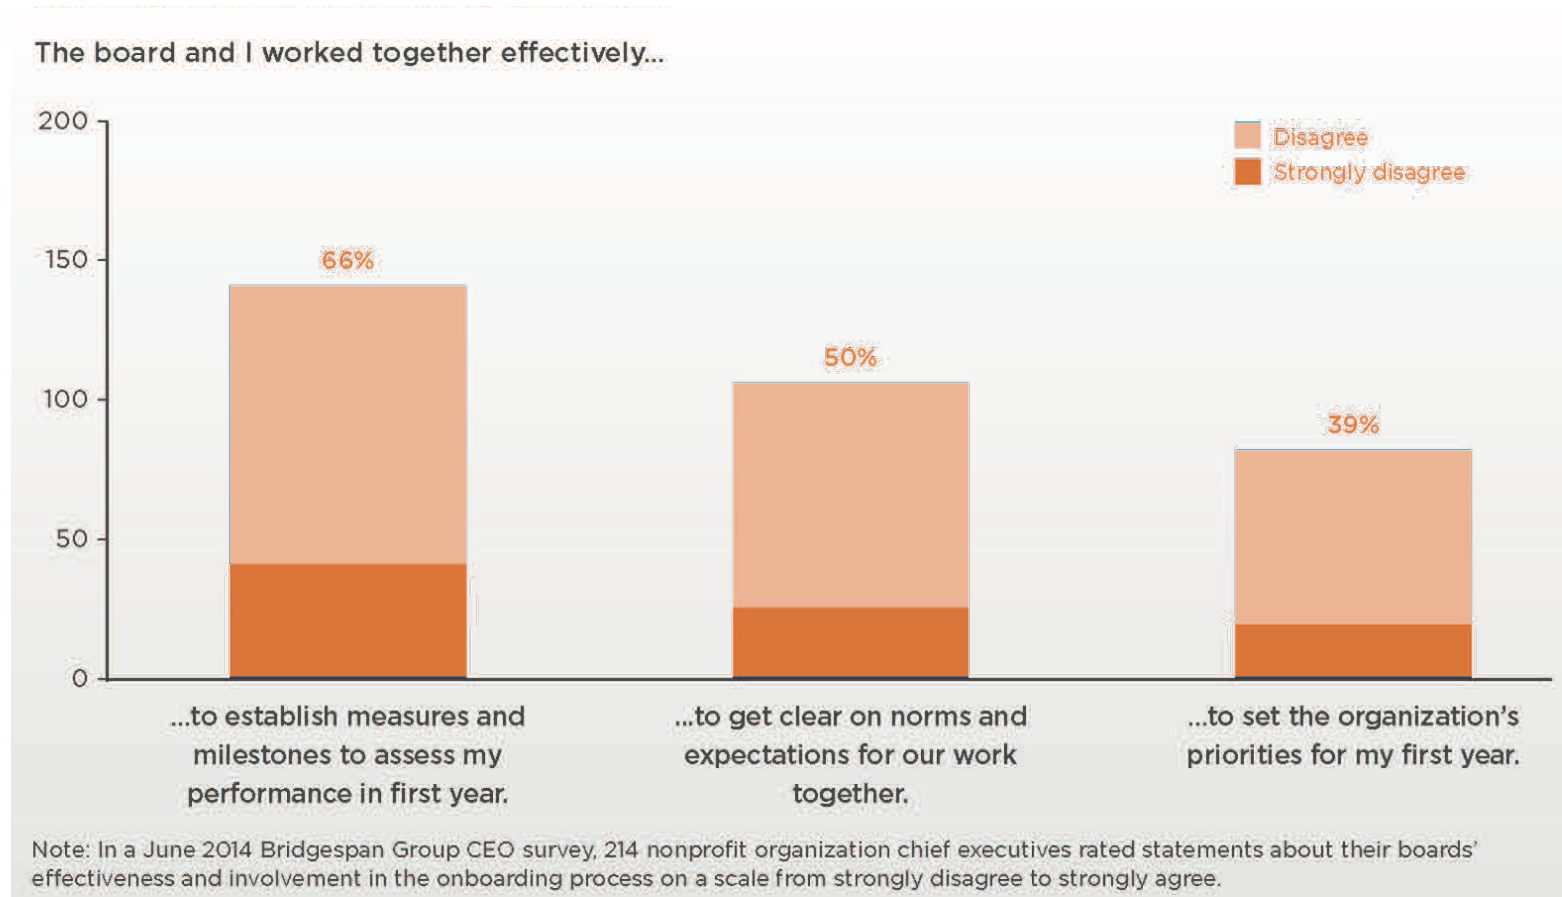 The board and I worked together effectively...
200
150
100
50
0
Disagree
Strongly disagree
66%
50%
39%
...to establish measures and
milestones to assess my
performance in first year.
...to get clear on norms and
expectations for our work
together.
...to set the organization's
priorities for my first year.
Note: In a June 2014 Bridgespan Group CEO survey, 214 nonprofit organization chief executives rated statements about their boards'
effectiveness and involvement in the onboarding process on a scale from strongly disagree to strongly agree.